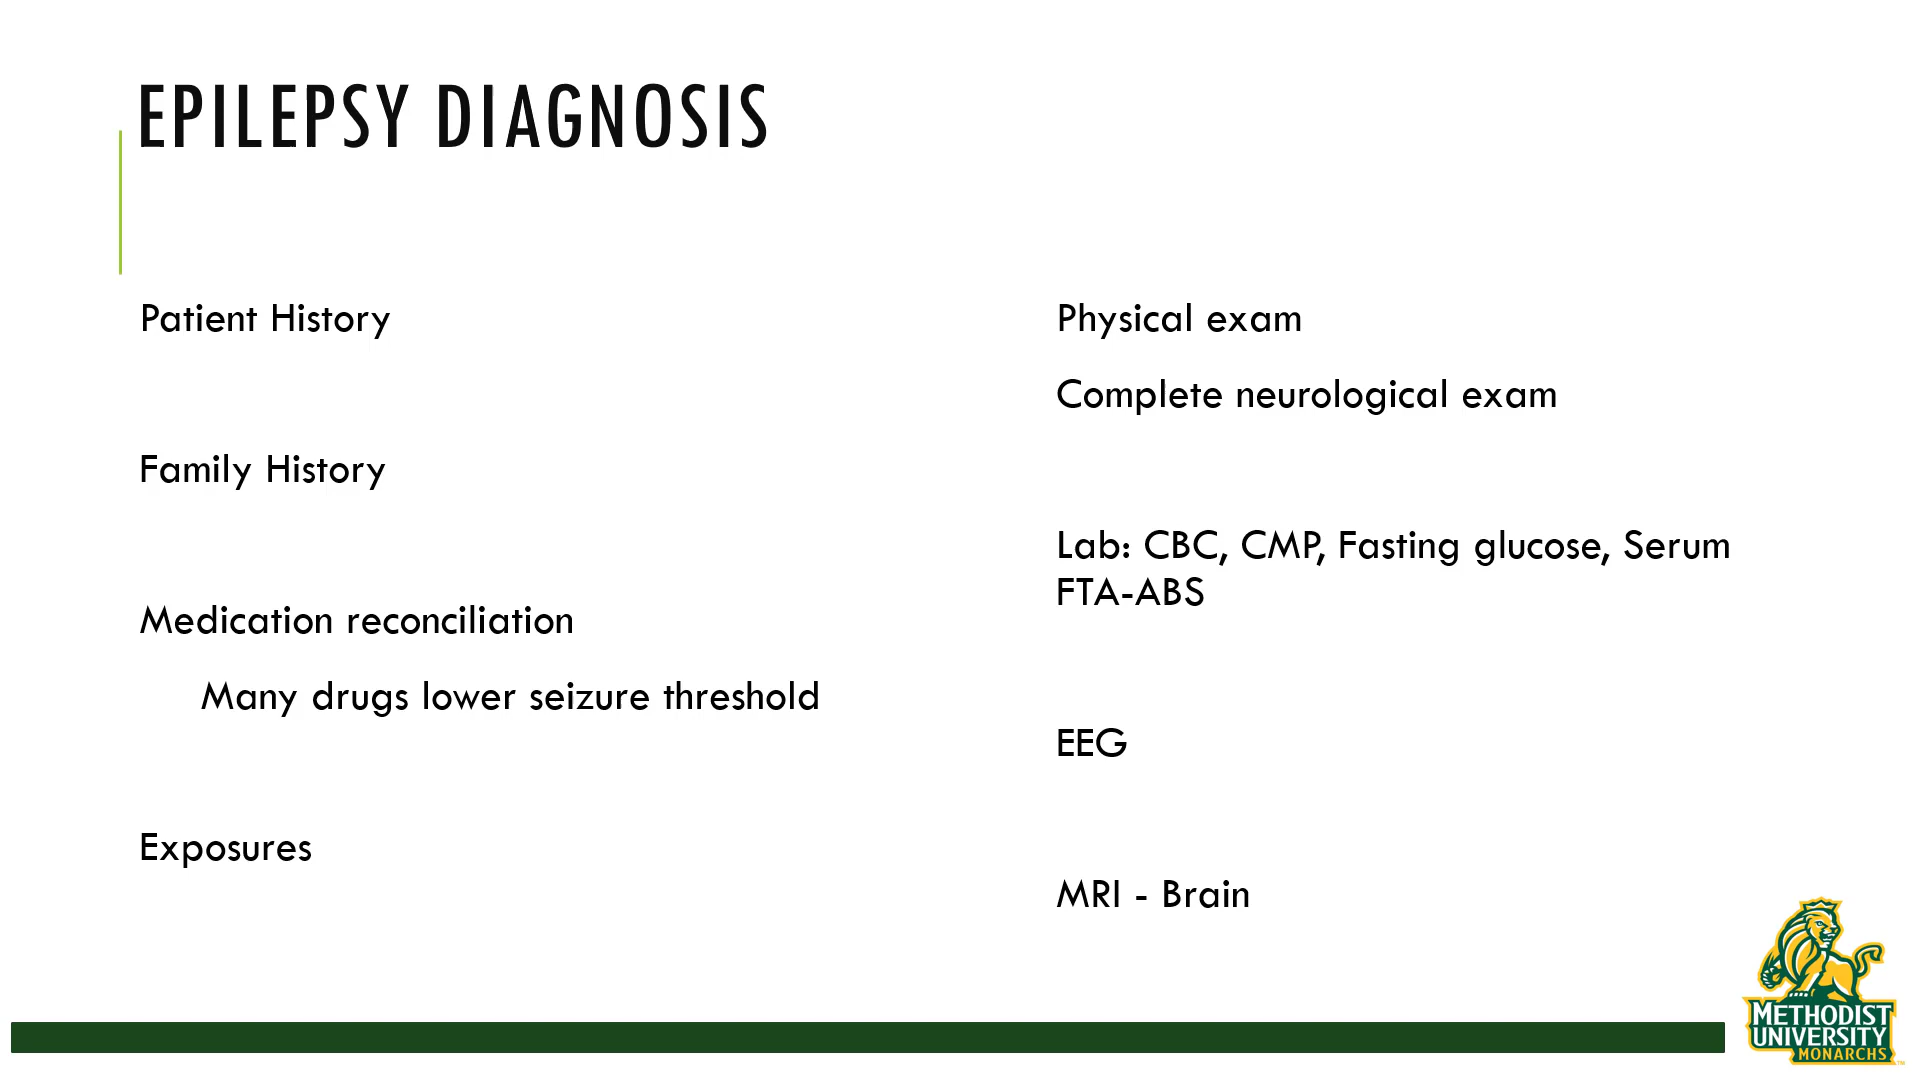 EPILEPSY DIAGNOSIS
Patient History
Family History
Medication reconciliation
Many drugs lower seizure threshold
Exposures
Physical exam
Complete neurological exam
Lab: CBC, CMP, Fasting glucose, Serum
FTA-ABS
EEG
MRI - Brain
METHODIST
UNIVERSITY
MONARCHS
TM